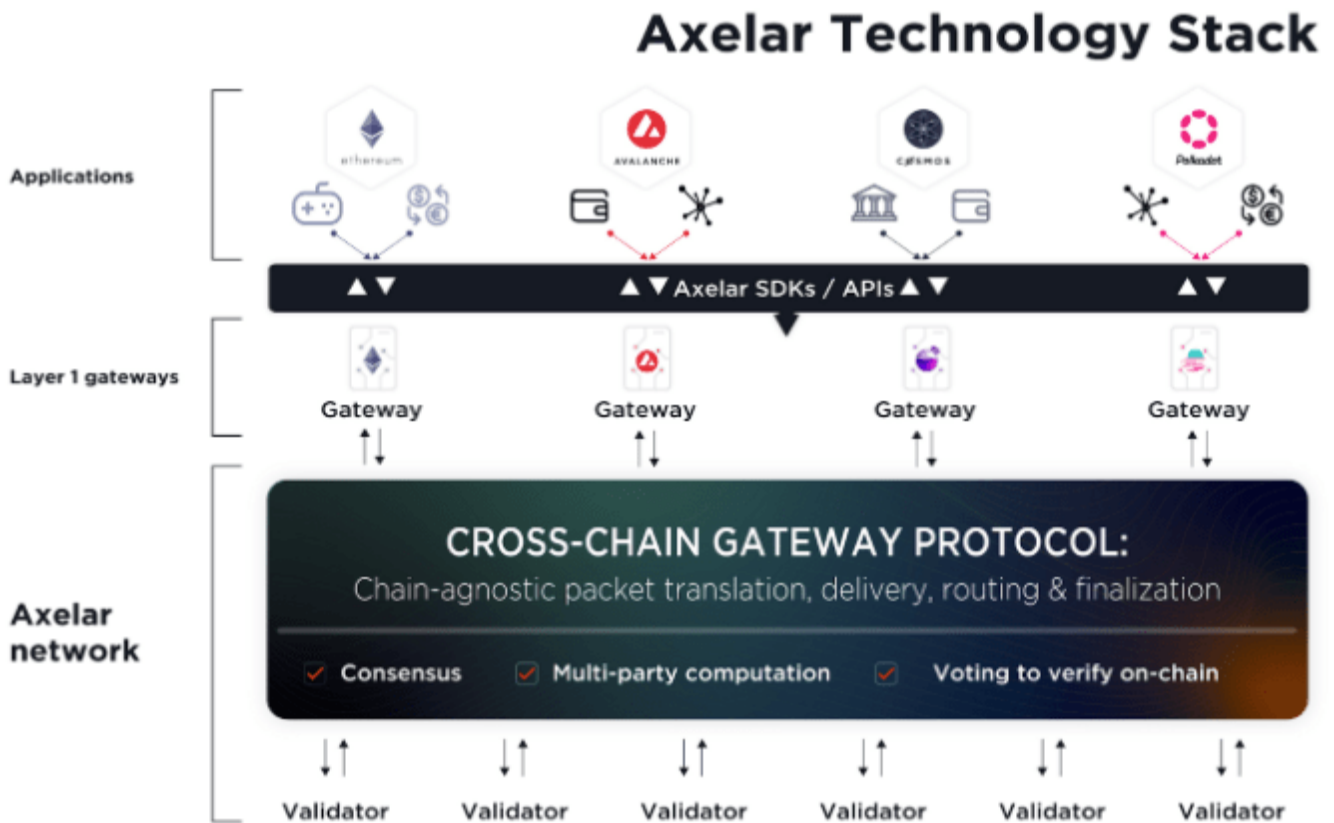 Axelar Technology Stack
Applications
ethereum
AVALANCHE
COSMOS
Polkadot
Axelar SDKs / APIs
Layer 1 gateways
Gateway Gateway Gateway Gateway
CROSS-CHAIN GATEWAY PROTOCOL:
Chain-agnostic packet translation, delivery, routing & finalization
Axelar
network
Consensus Multi-party computation Voting to verify on-chain
Validator Validator Validator Validator Validator Validator